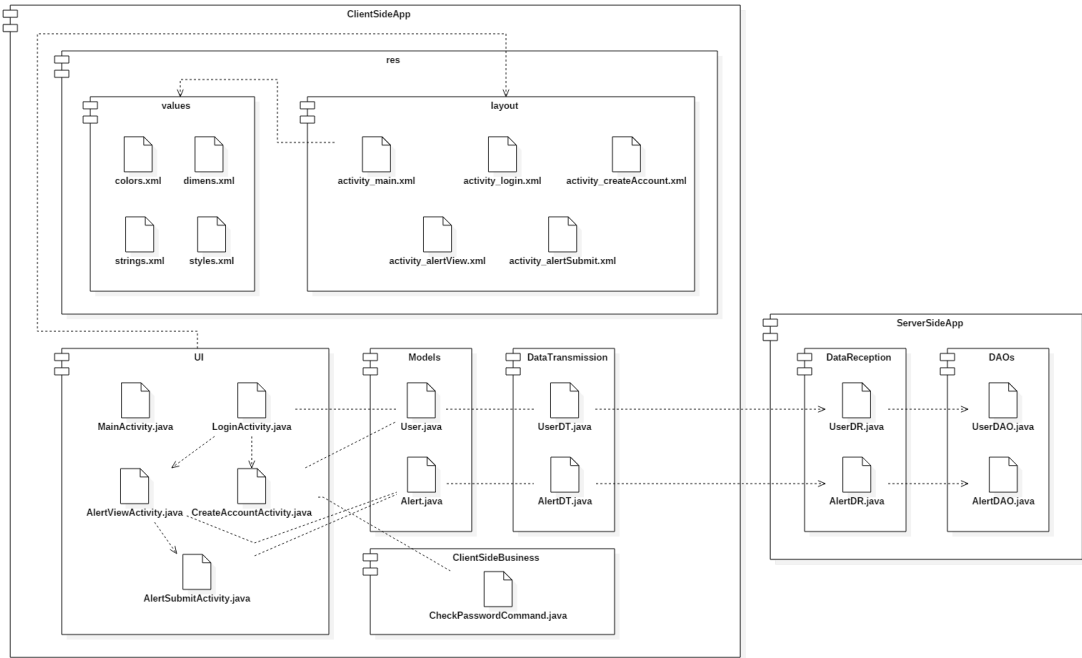 ClientSideApp
res
values
layout
colors.xml
dimens.xml
activity_main.xml
activity_login.xml
activity_createAccount.xml
strings.xml
styles.xml
activity_alertView.xml
activity_alertSubmit.xml
ServerSideApp
UI
Models
DataTransmission
DataReception
DAOs
MainActivity.java
LoginActivity.java
User.java
UserDT.java
UserDR.java
UserDAO.java
AlertViewActivity.java
CreateAccountActivity.java
Alert.java
AlertDT.java
AlertDR.java
AlertDAO.java
ClientSideBusiness
AlertSubmitActivity.java
CheckPasswordCommand.java